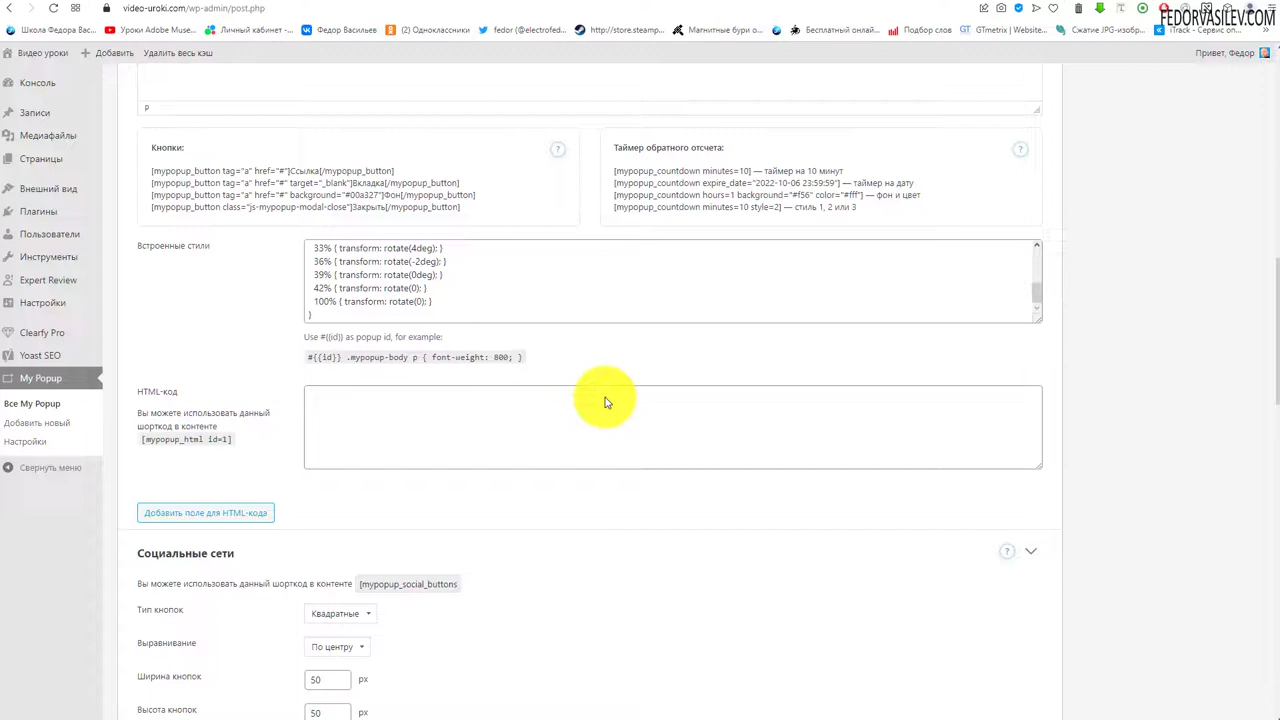 video-uroki.com/wp-admin/post.php
FEDORVASILEV.COM
Школа Федора Вас...
Уроки Adobe Muse...
Личный кабинет -...
Федор Васильев
(2) Одноклассники
fedor (@electrofed...
http://store.steamp...
Магнитные бури о...
Бесплатный онлай...
Подбор слов
GTmetrix | Website...
Сжатие JPG-изобр...
iTrack - Сервис оп...
Видео уроки
Добавить
Удалить весь кэш
Привет, Федор
Консоль
Записи
Медиафайлы
Страницы
Внешний вид
Плагины
Пользователи
Инструменты
Expert Review
Настройки
Clearfy Pro
Yoast SEO
My Popup
Все My Popup
Добавить новый
Настройки
Свернуть меню
P
Кнопки:
[mypopup_button tag="a" href="#"]Ссылка[/mypopup_button]
[mypopup_button tag="a" href="#" target="_blank"]Вкладка[/mypopup_button]
[mypopup_button tag="a" href="#" background="#00a327"]Фон[/mypopup_button]
[mypopup_button class="js-mypopup-modal-close"]Закрыть[/mypopup_button]
Таймер обратного отсчета:
[mypopup_countdown minutes=10] — таймер на 10 минут
[mypopup_countdown expire_date="2022-10-06 23:59:59"] — таймер на дату
[mypopup_countdown hours=1 background="#f56" color="#fff"] — фон и цвет
[mypopup_countdown minutes=10 style=2] — стиль 1, 2 или 3
Встроенные стили
33% { transform: rotate(4deg); }
36% { transform: rotate(-2deg); }
39% { transform: rotate(0deg); }
42% { transform: rotate(0); }
100% { transform: rotate(0); }
}
Use #{{id}} as popup id, for example:
#{{id}} .mypopup-body p { font-weight: 800; }
HTML-код
Вы можете использовать данный
шорткод в контенте
[mypopup_html id=1]
Добавить поле для HTML-кода
Социальные сети
Вы можете использовать данный шорткод в контенте [mypopup_social_buttons
Тип кнопок
Квадратные
Выравнивание
По центру
Ширина кнопок
50 px
Высота кнопок
50 px